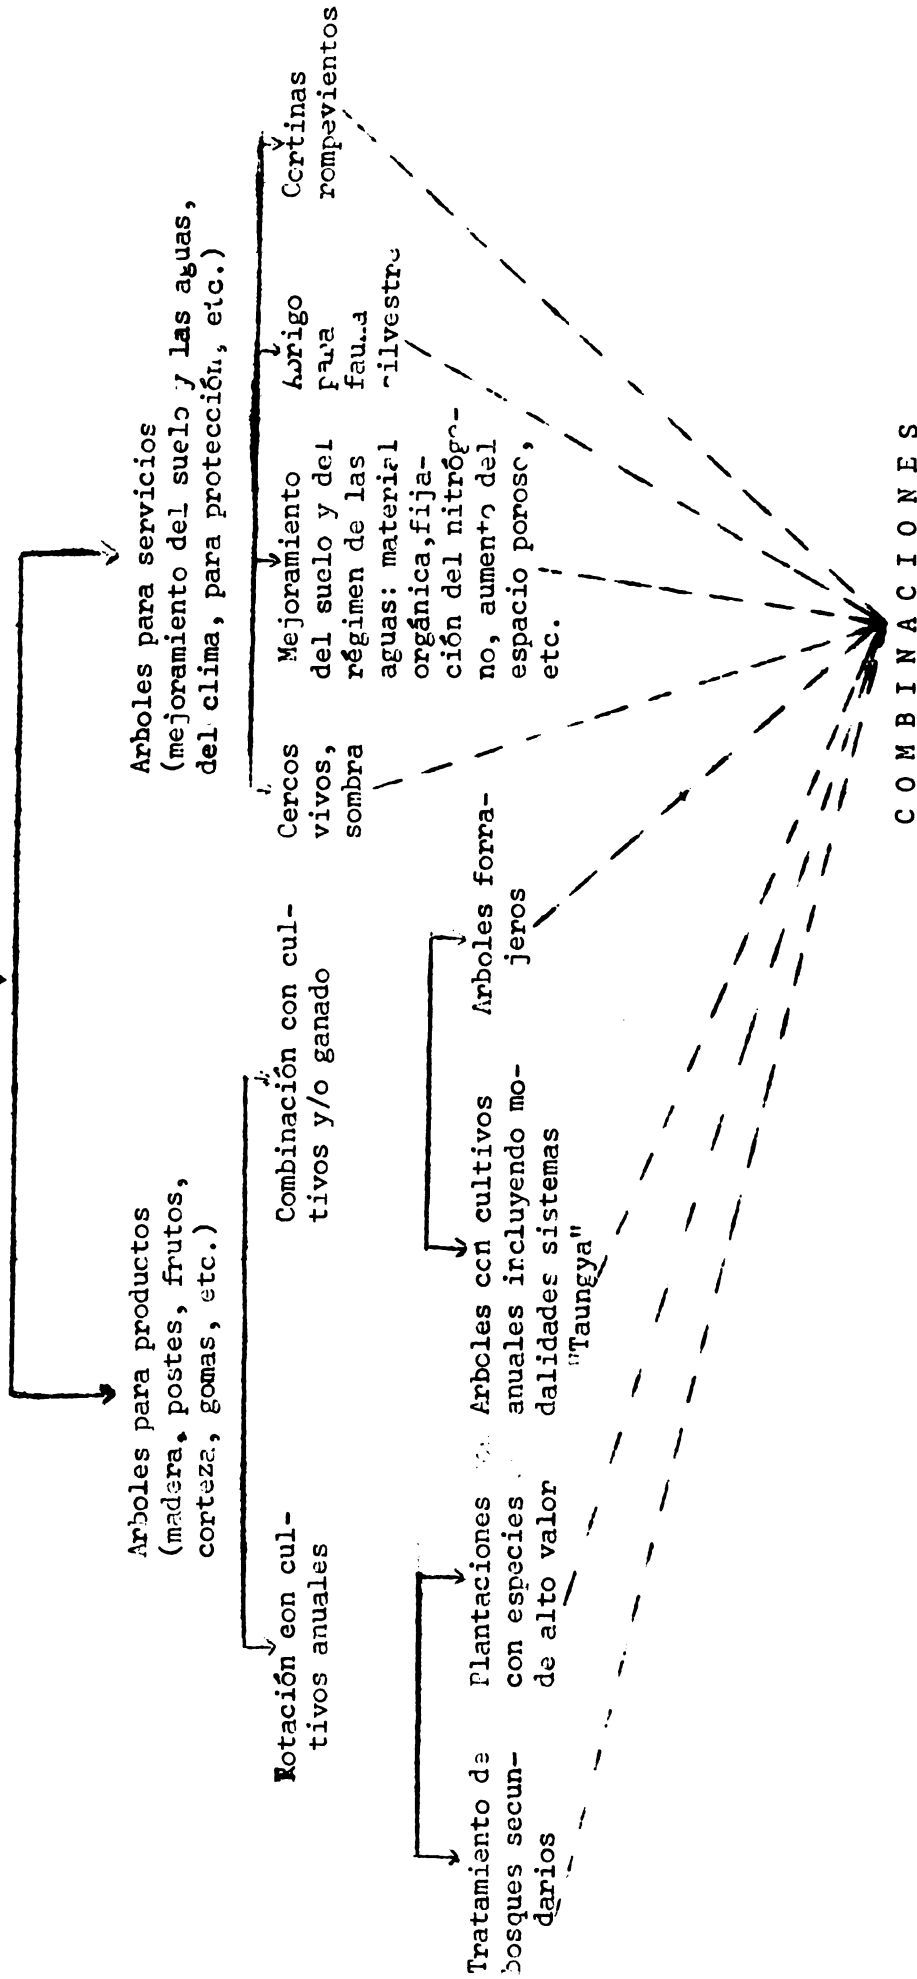 Arboles para productos
(madera, postes, frutos,
corteza, gomas, etc.)
Arboles para servicios
(mejoramiento del suelo y las aguas,
del clima, para protección, etc.)
Rotación con cul-
tivos anuales
Combinación con cul-
tivos y/o ganado
Cercos
vivos,
sombra
Mejoramiento
del suelo y del
régimen de las
aguas: material
orgánica,fija-
ción del nitróge-
no, aumento del
espacio poroso,
etc.
Abrigo
para
fauna
silvestre
Cortinas
rompevientos
Tratamiento de
bosques secun-
darios
Plantaciones
con especies
de alto valor
Arboles con cultivos
anuales incluyendo mo-
dalidades sistemas
"Taungya"
Arboles forra-
jeros
C O M B I N A C I O N E S